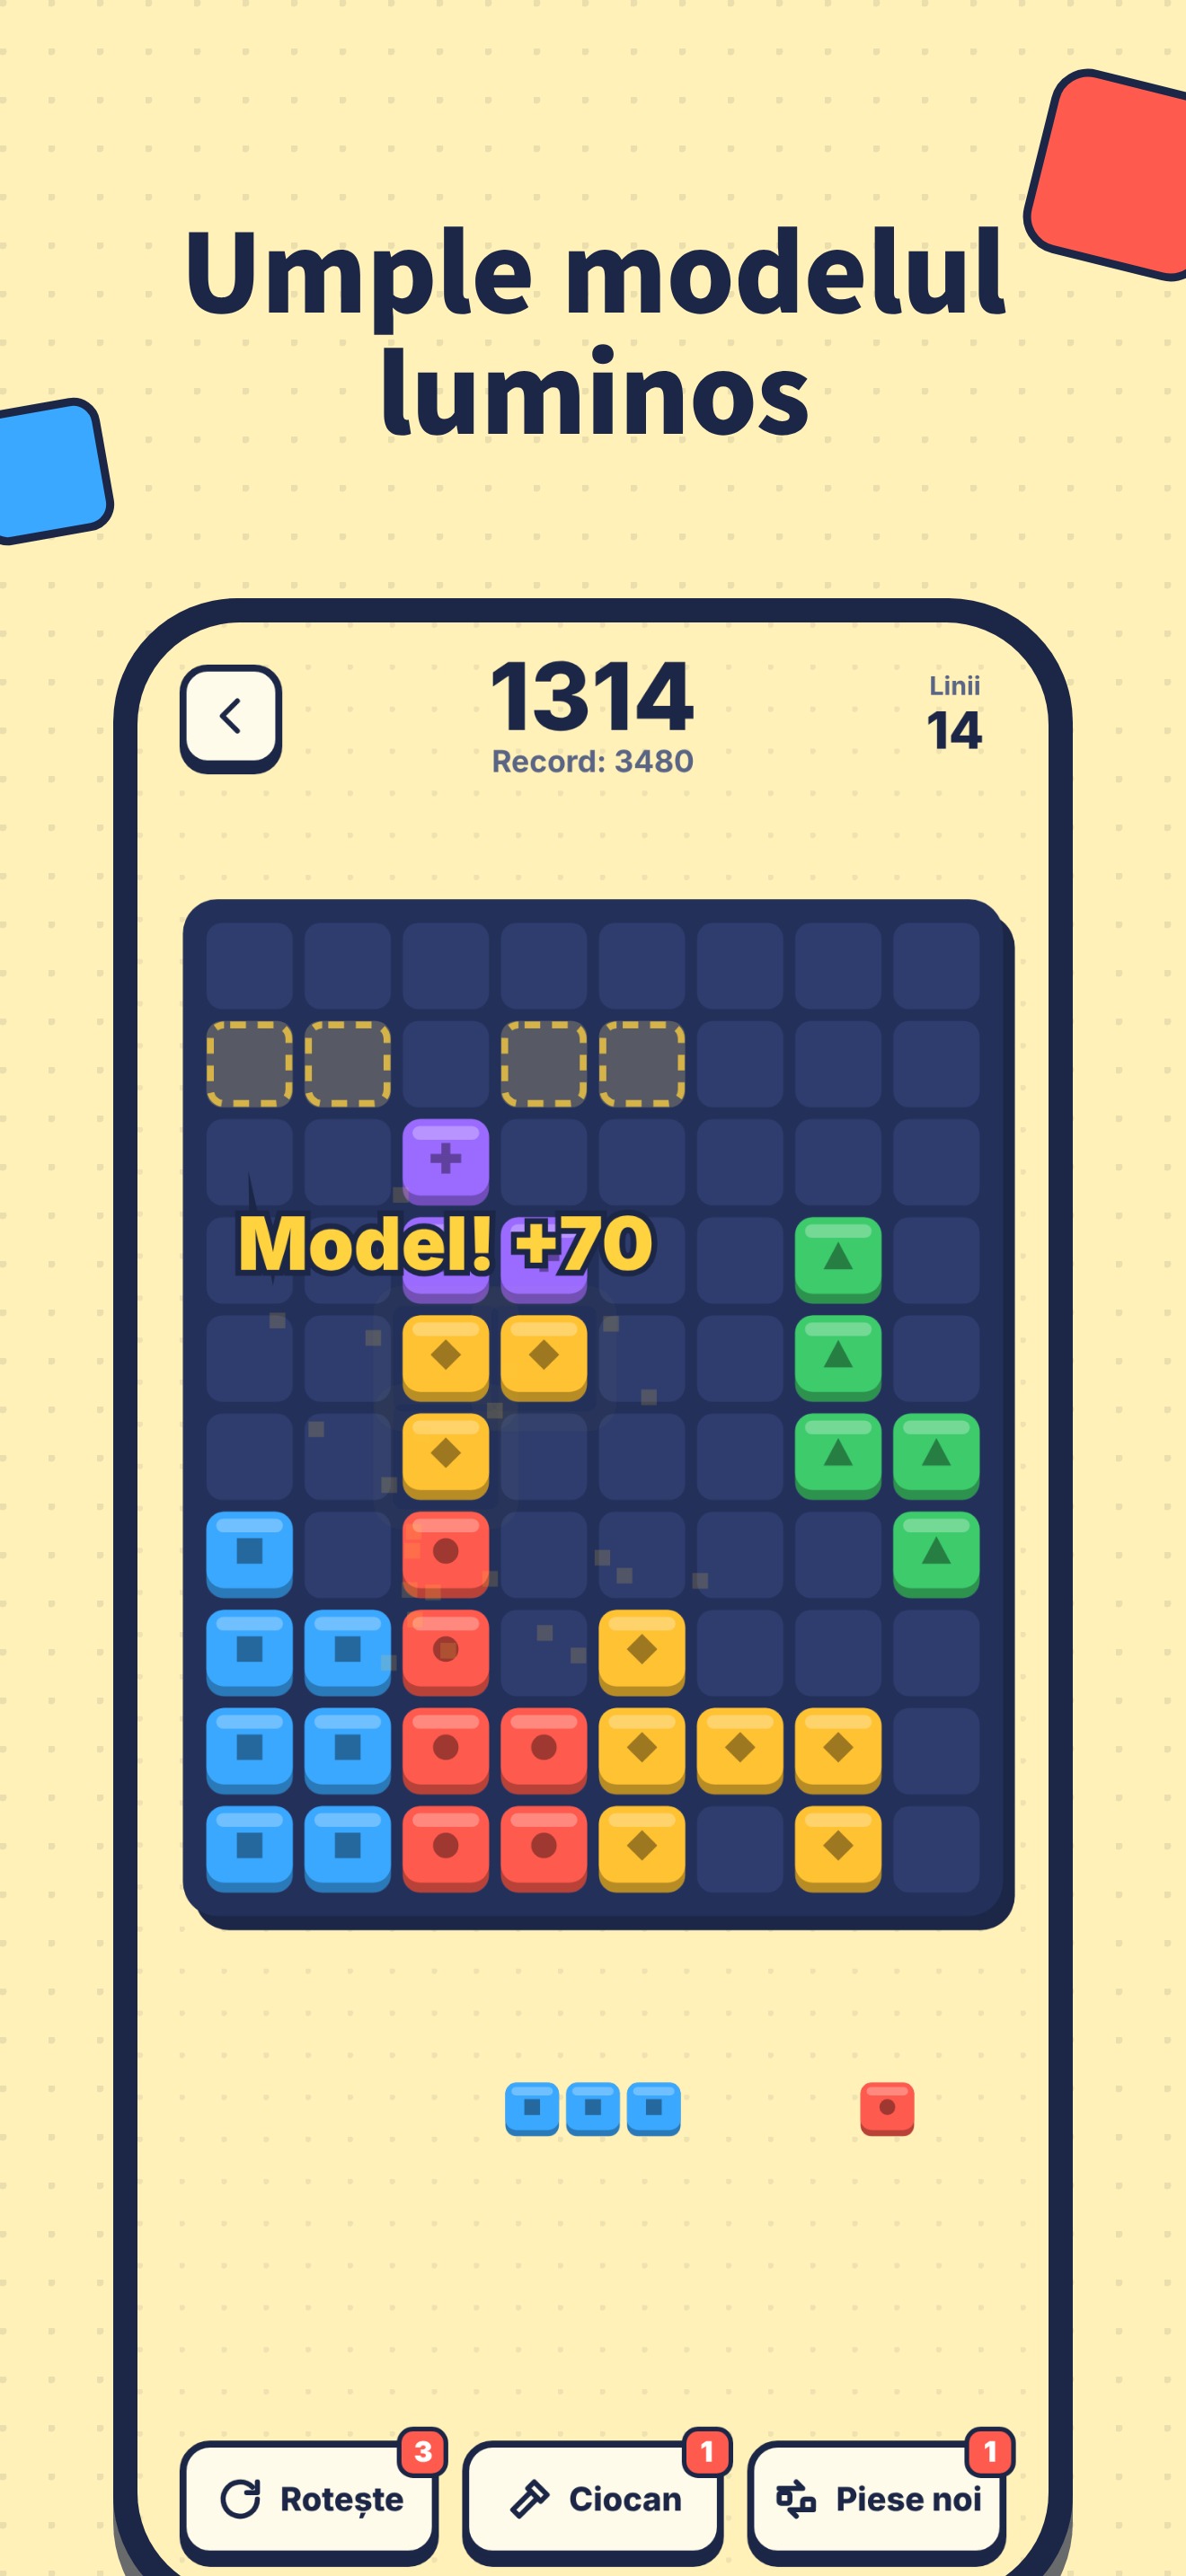 Umple modelul
luminos
1314
Record: 3480
Linii
14
Model! +70
3
1
1
Rotește
Ciocan
Piese noi